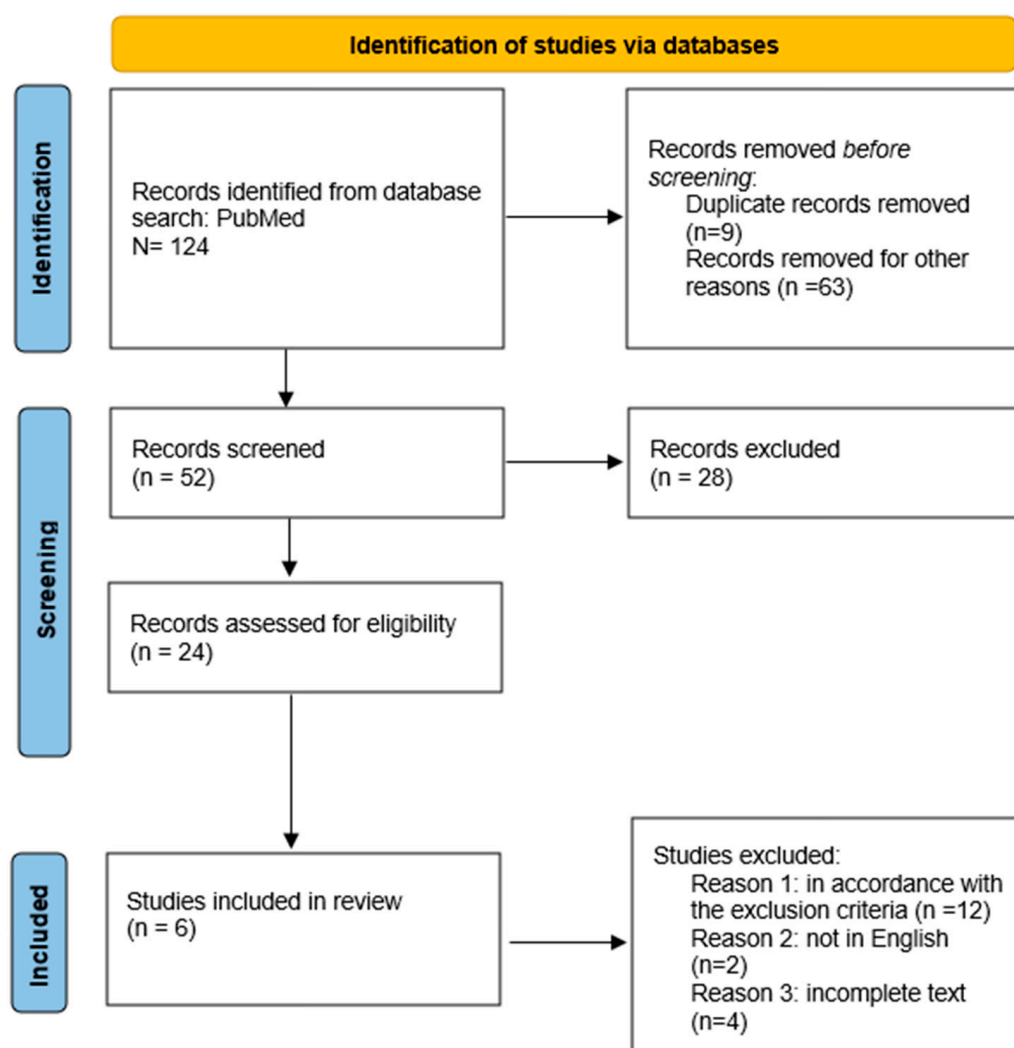 Identification of studies via databases
Identification
Records identified from database
search: PubMed
N= 124
Records removed before
screening:
Duplicate records removed
(n=9)
Records removed for other
reasons (n =63)
Screening
Records screened
(n = 52)
Records excluded
(n = 28)
Records assessed for eligibility
(n = 24)
Included
Studies included in review
(n = 6)
Studies excluded:
Reason 1: in accordance with
the exclusion criteria (n =12)
Reason 2: not in English
(n=2)
Reason 3: incomplete text
(n=4)